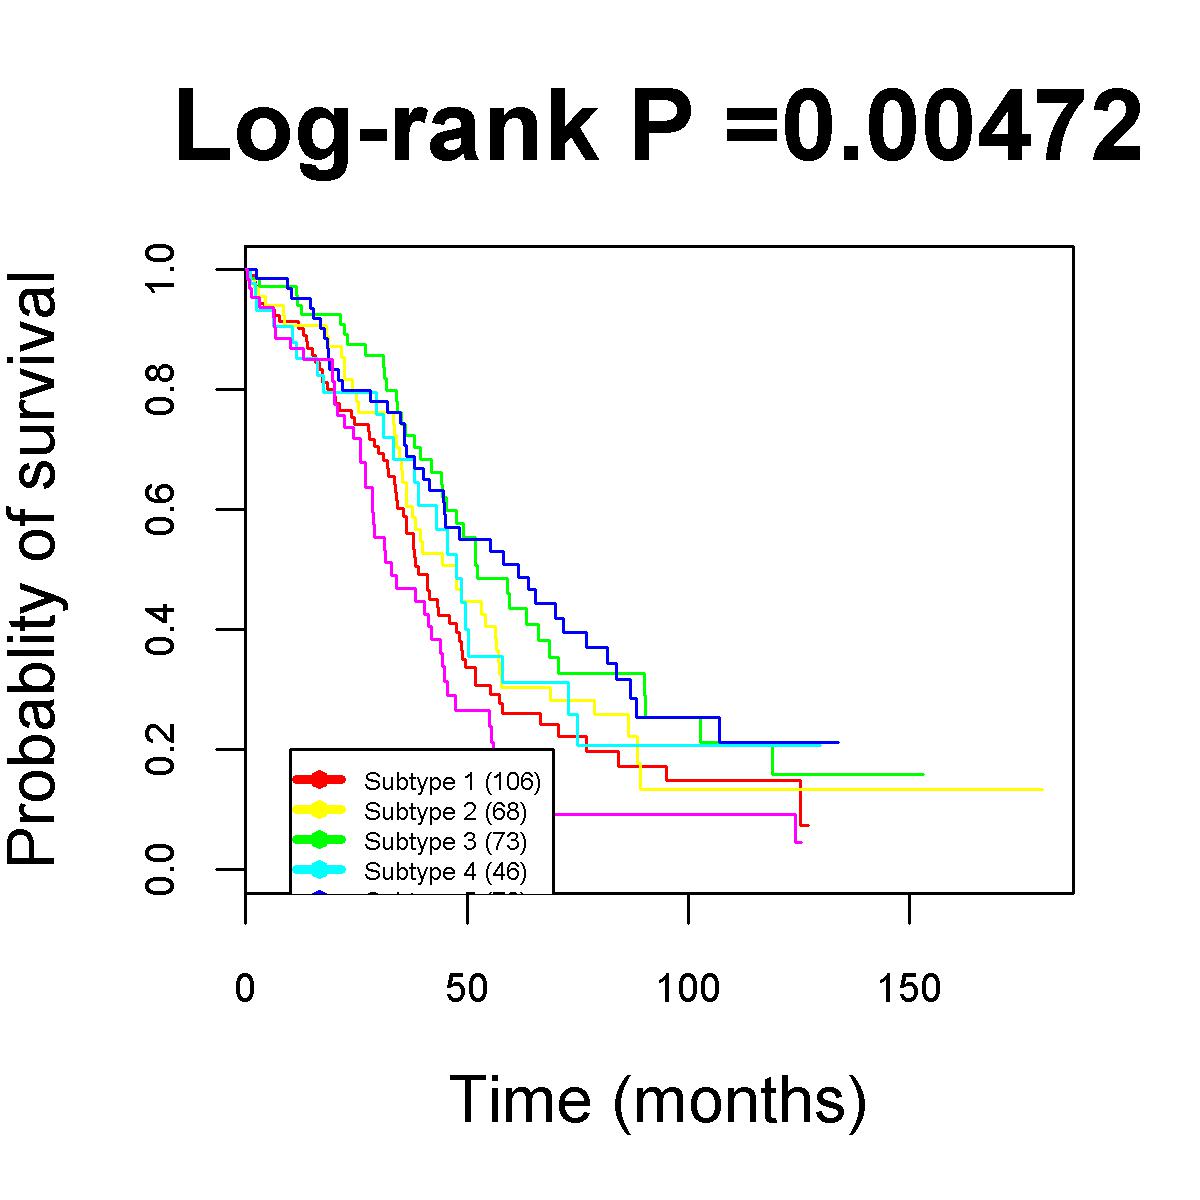 Log-rank P =0.00472
Probablity of survival
1.0
0.8
0.6
0.4
0.2
0.0
Subtype 1 (106)
Subtype 2 (68)
Subtype 3 (73)
Subtype 4 (46)
0 50 100 150
Time (months)